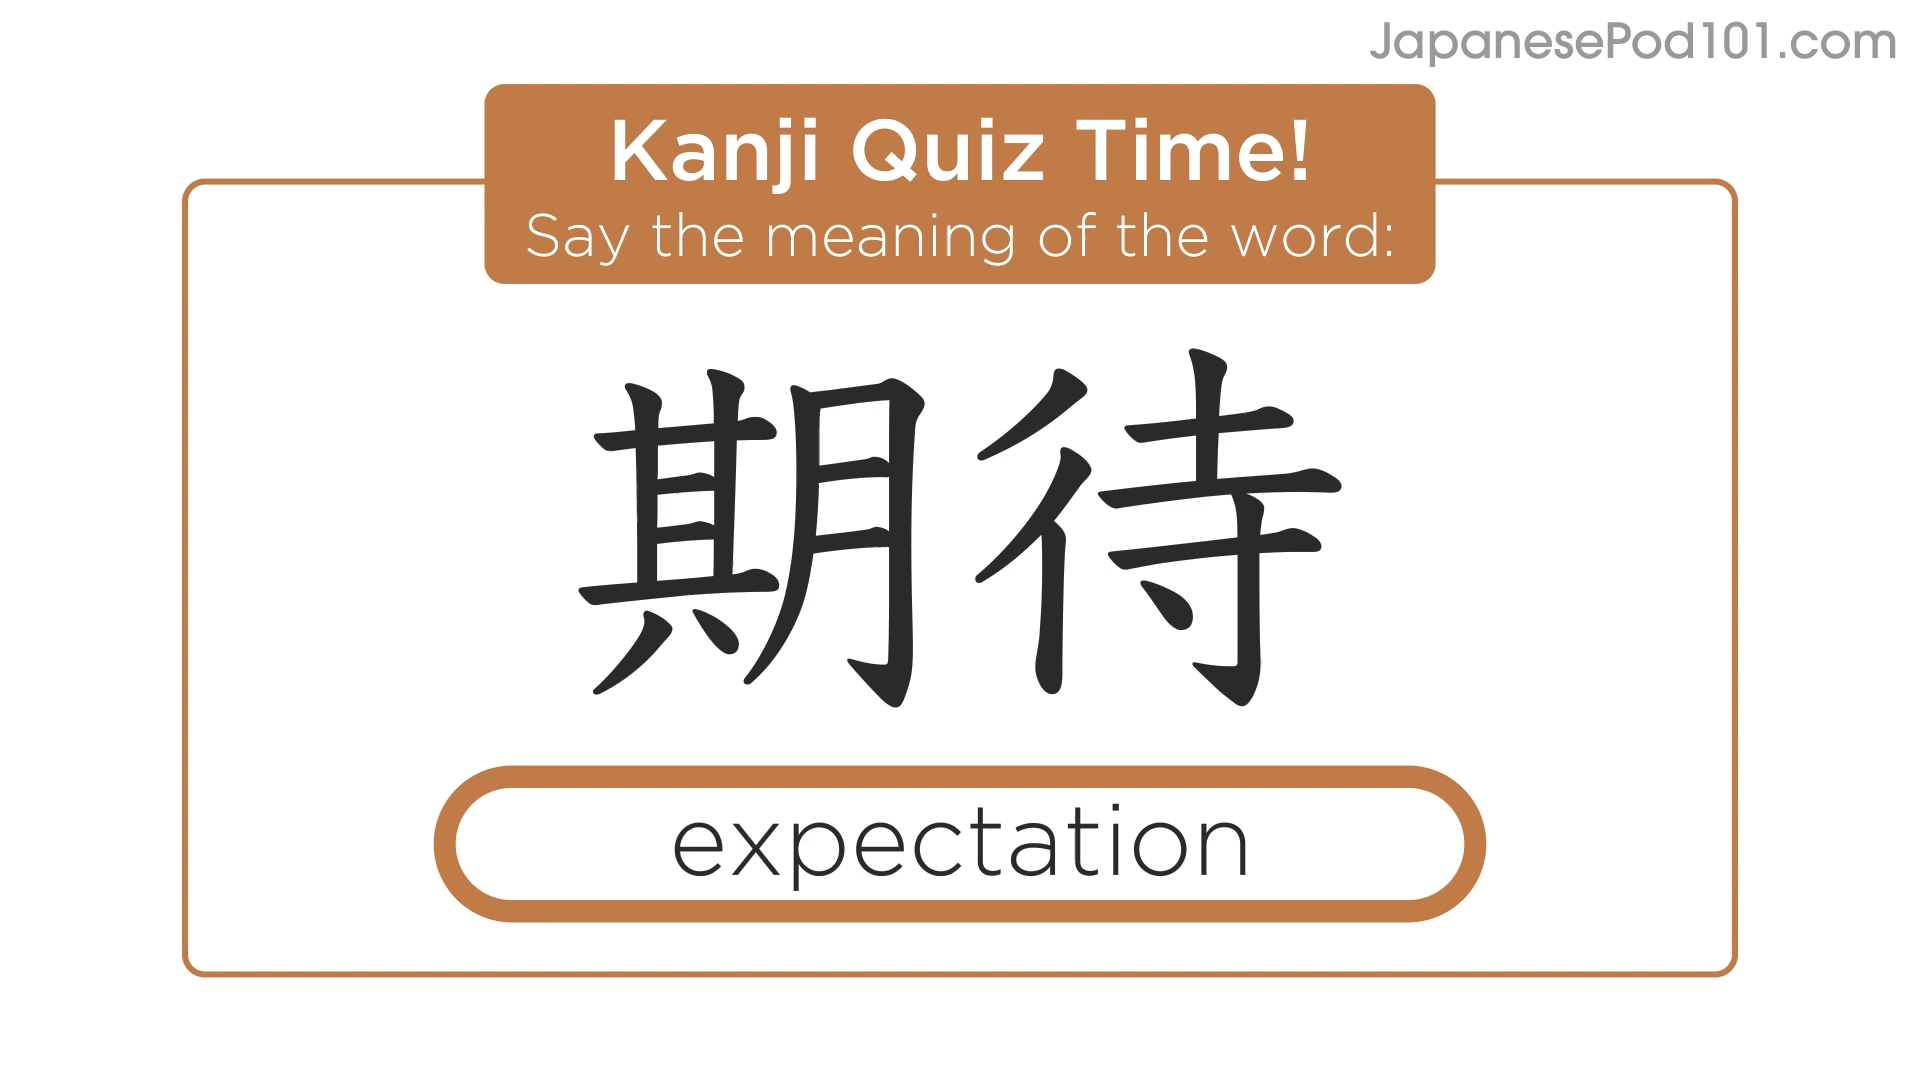 JapanesePod101.com
Kanji Quiz Time!
Say the meaning of the word:
期待
expectation